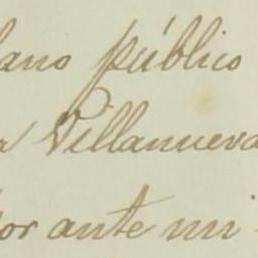 lano público
a Villanueva
or ante mi